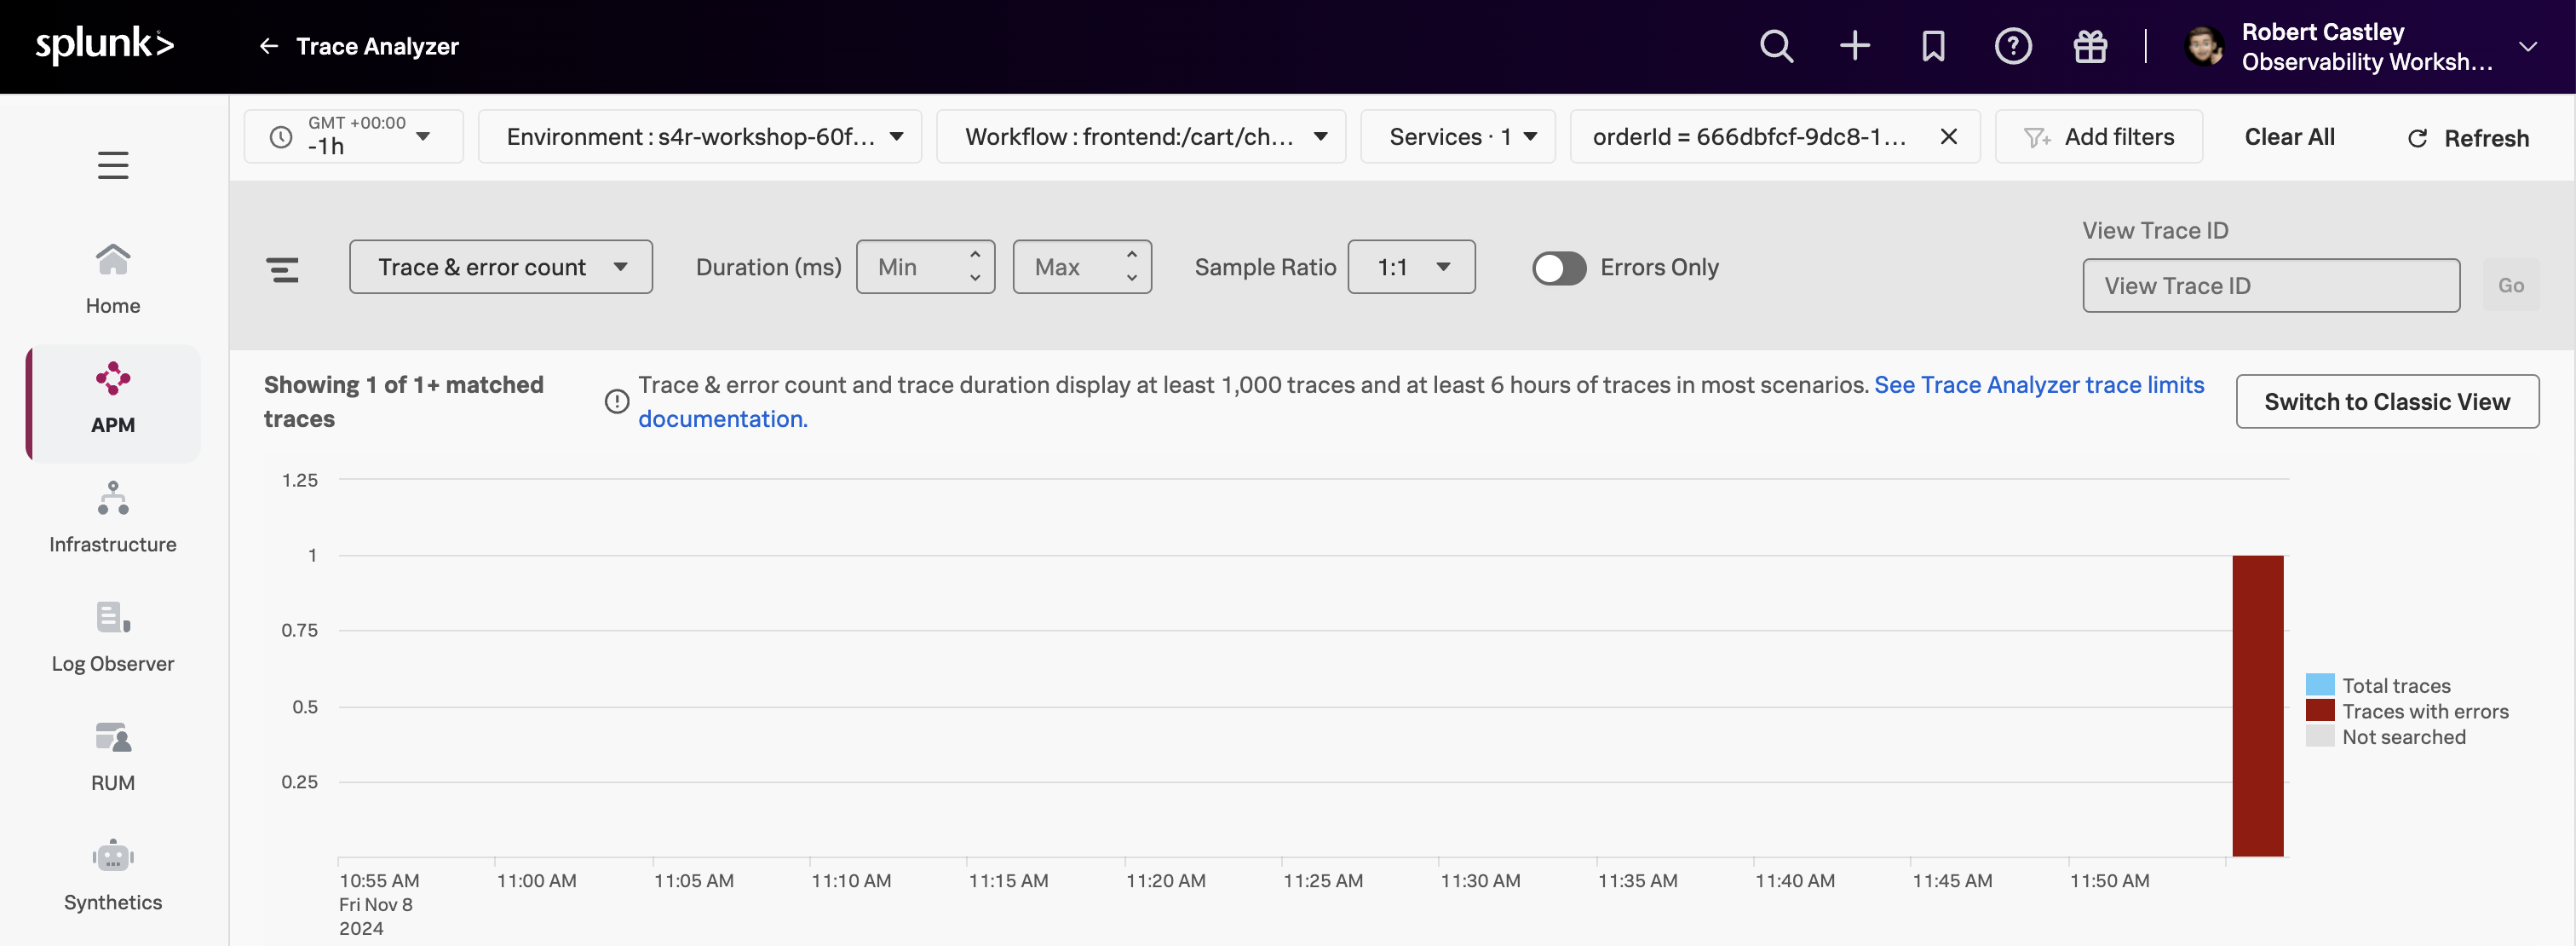 splunk>
Trace Analyzer
Robert Castley
Observability Worksh...
GMT +00:00
-1h
Environment : s4r-workshop-60f...
Workflow : frontend:/cart/ch...
Services · 1
orderId = 666dbfcf-9dc8-1...
Add filters
Clear All
Refresh
Home
APM
Infrastructure
Log Observer
RUM
Synthetics
Trace & error count
Duration (ms)
Min
Max
Sample Ratio
1:1
Errors Only
View Trace ID
View Trace ID
Go
Showing 1 of 1+ matched
traces
Trace & error count and trace duration display at least 1,000 traces and at least 6 hours of traces in most scenarios. See Trace Analyzer trace limits
documentation.
Switch to Classic View
1.25
1
0.75
0.5
0.25
Total traces
Traces with errors
Not searched
10:55 AM
Fri Nov 8
2024
11:00 AM
11:05 AM
11:10 AM
11:15 AM
11:20 AM
11:25 AM
11:30 AM
11:35 AM
11:40 AM
11:45 AM
11:50 AM